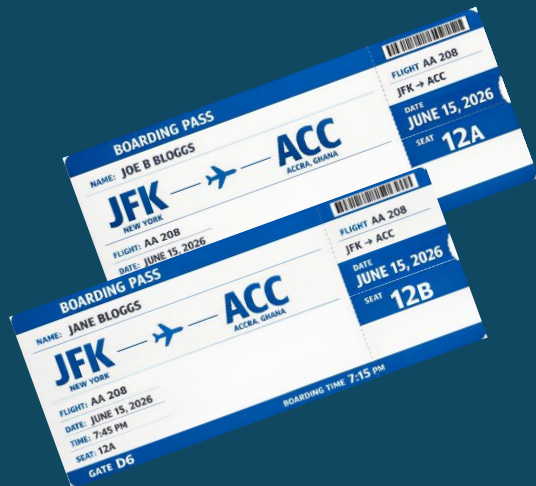 BOARDING PASS
NAME: JOE B BLOGGS
JFK
NEW YORK
ACC
ACCRA, GHANA
FLIGHT: AA 208
DATE: JUNE 15, 2026
FLIGHT AA 208
JFK → ACC
DATE
JUNE 15, 2026
SEAT 12A
BOARDING PASS
NAME: JANE BLOGGS
JFK
NEW YORK
ACC
ACCRA, GHANA
FLIGHT: AA 208
DATE: JUNE 15, 2026
TIME: 7:45 PM
SEAT: 12A
GATE D6
BOARDING TIME 7:15 PM
FLIGHT AA 208
JFK → ACC
DATE
JUNE 15, 2026
SEAT 12B